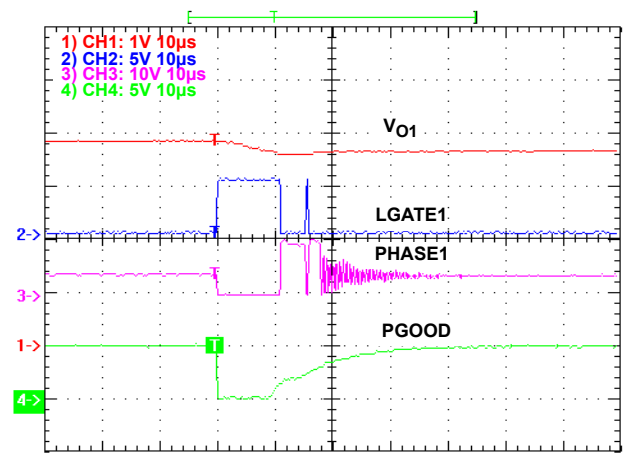 1) CH1: 1V 10µs
2) CH2: 5V 10µs
3) CH3: 10V 10µs
4) CH4: 5V 10µs
T
VO1
T
LGATE1
2->
T
PHASE1
T
3->
PGOOD
1->
T
4->